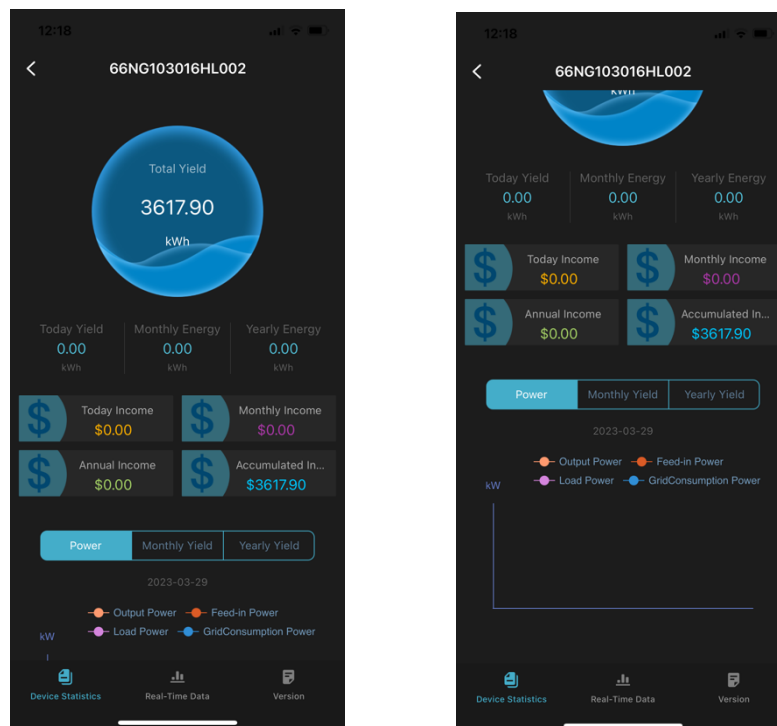 12:18
66NG103016HL002
Total Yield
3617.90
kWh
Today Yield Monthly Energy Yearly Energy
0.00 0.00 0.00
kWh kWh kWh
$ Today Income $ Monthly Income
$0.00 $0.00
$ Annual Income $ Accumulated In...
$0.00 $3617.90
Power Monthly Yield Yearly Yield
2023-03-29
Output Power Feed-in Power
Load Power GridConsumption Power
kW
Device Statistics Real-Time Data Version
12:18
66NG103016HL002
kWh
Today Yield Monthly Energy Yearly Energy
0.00 0.00 0.00
kWh kWh kWh
$ Today Income $ Monthly Income
$0.00 $0.00
$ Annual Income $ Accumulated In...
$0.00 $3617.90
Power Monthly Yield Yearly Yield
2023-03-29
Output Power Feed-in Power
Load Power GridConsumption Power
kW
Device Statistics Real-Time Data Version